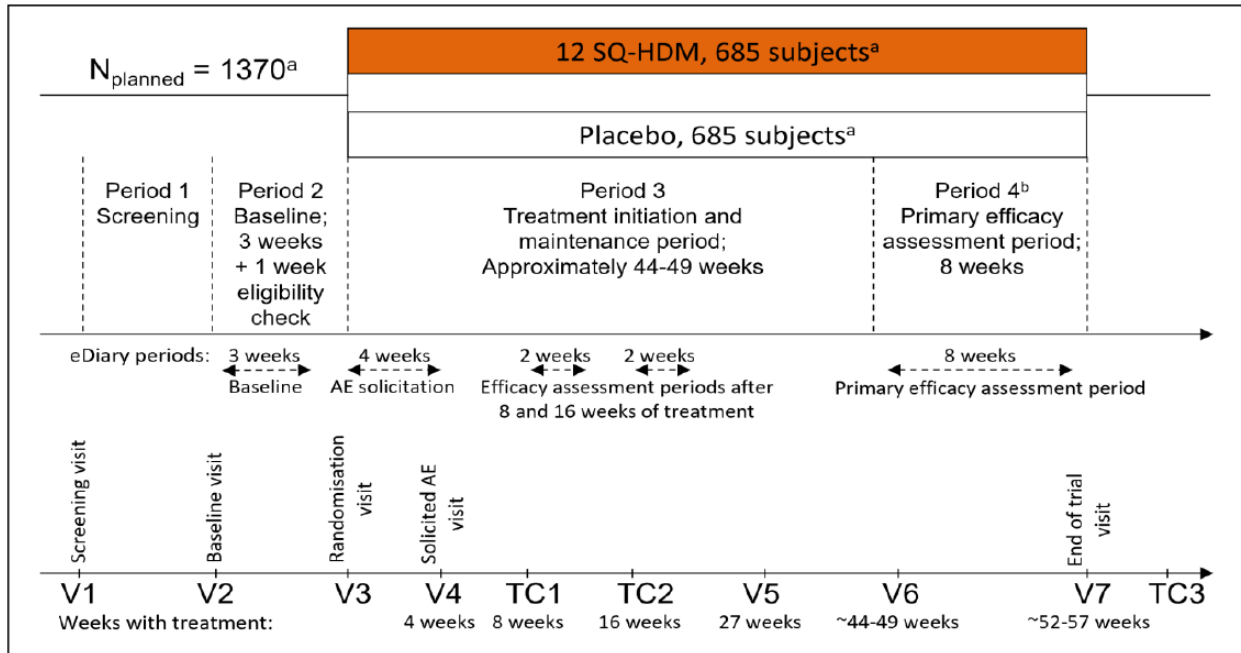 12 SQ-HDM, 685 subjectsᵃ
Nplanned = 1370ᵃ
Placebo, 685 subjectsᵃ
Period 1
Screening
Period 2
Baseline;
3 weeks
+ 1 week
eligibility
check
Period 3
Treatment initiation and
maintenance period;
Approximately 44-49 weeks
Period 4ᵇ
Primary efficacy
assessment period;
8 weeks
eDiary periods:
3 weeks
Baseline
4 weeks
AE solicitation
2 weeks
2 weeks
Efficacy assessment periods after
8 and 16 weeks of treatment
8 weeks
Primary efficacy assessment period
Screening visit
Baseline visit
Randomisation
visit
Solicited AE
visit
End of trial
visit
V1 V2 V3 V4 TC1 TC2 V5 V6 V7 TC3
Weeks with treatment: 4 weeks 8 weeks 16 weeks 27 weeks ~44-49 weeks ~52-57 weeks